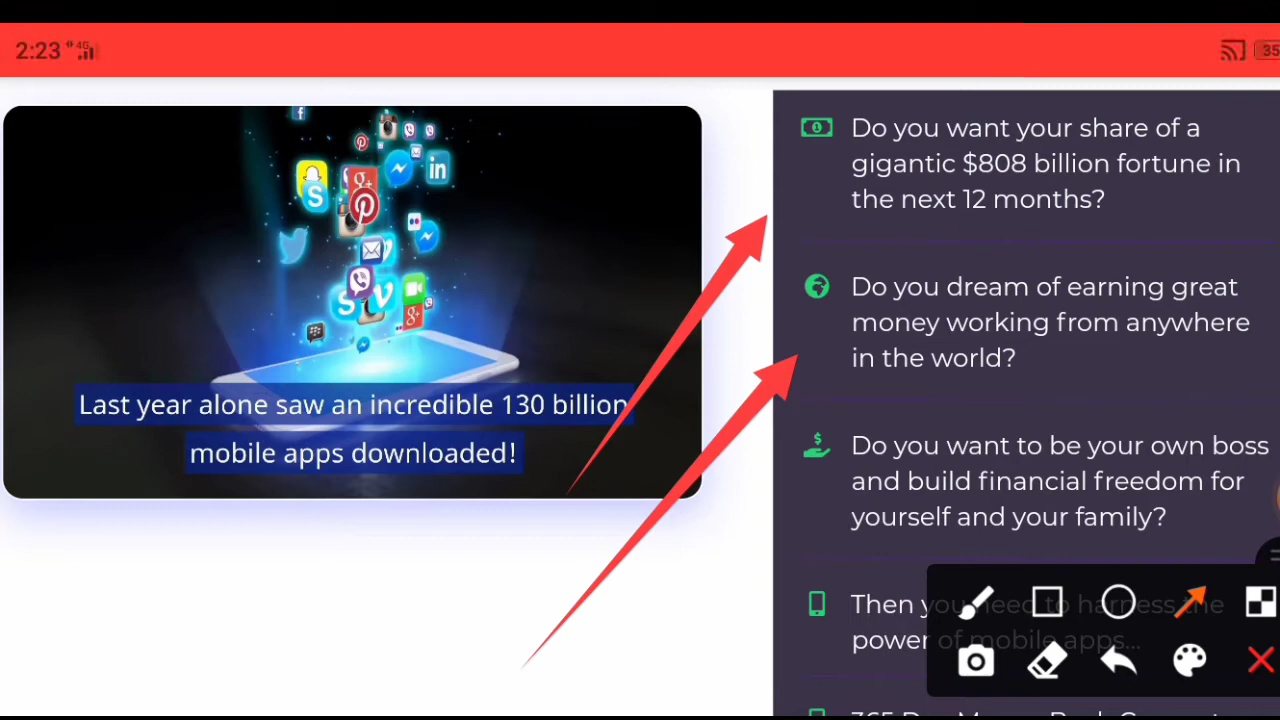 2:23 4G
35
Last year alone saw an incredible 130 billion
mobile apps downloaded!
Do you want your share of a
gigantic $808 billion fortune in
the next 12 months?
Do you dream of earning great
money working from anywhere
in the world?
Do you want to be your own boss
and build financial freedom for
yourself and your family?
Then you need to harness the
power of mobile apps...